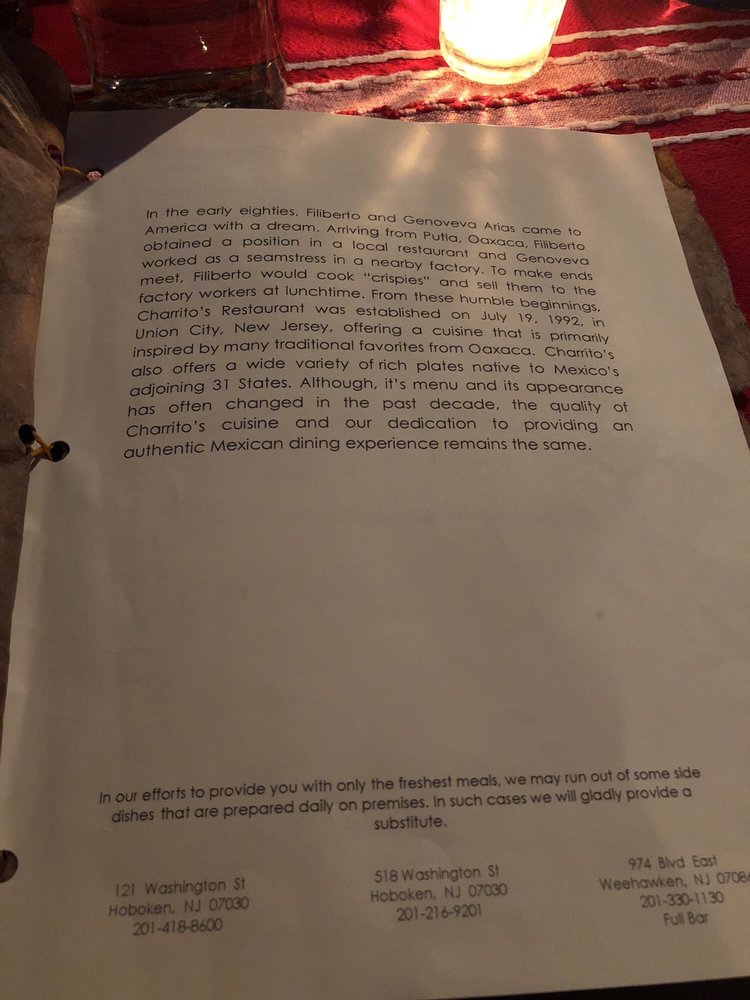 In the early eighties, Filiberto and Genoveva Arias came to
America with a dream. Arriving from Putla, Oaxaca, Filiberto
obtained a position in a local restaurant and Genoveva
worked as a seamstress in a nearby factory. To make ends
meet, Filiberto would cook "crispies" and sell them to the
factory workers at lunchtime. From these humble beginnings,
Charrito's Restaurant was established on July 19, 1992, in
Union City, New Jersey, offering a cuisine that is primarily
inspired by many traditional favorites from Oaxaca. Charrito's
also offers a wide variety of rich plates native to Mexico's
adjoining 31 States. Although, it's menu and its appearance
has often changed in the past decade, the quality of
Charrito's cuisine and our dedication to providing an
authentic Mexican dining experience remains the same.
In our efforts to provide you with only the freshest meals, we may run out of some side
dishes that are prepared daily on premises. In such cases we will gladly provide a
substitute.
121 Washington St
Hoboken, NJ 07030
201-418-8600
518 Washington St
Hoboken, NJ 07030
201-216-9201
974 Blvd East
Weehawken, NJ 07086
201-330-1130
Full Bar